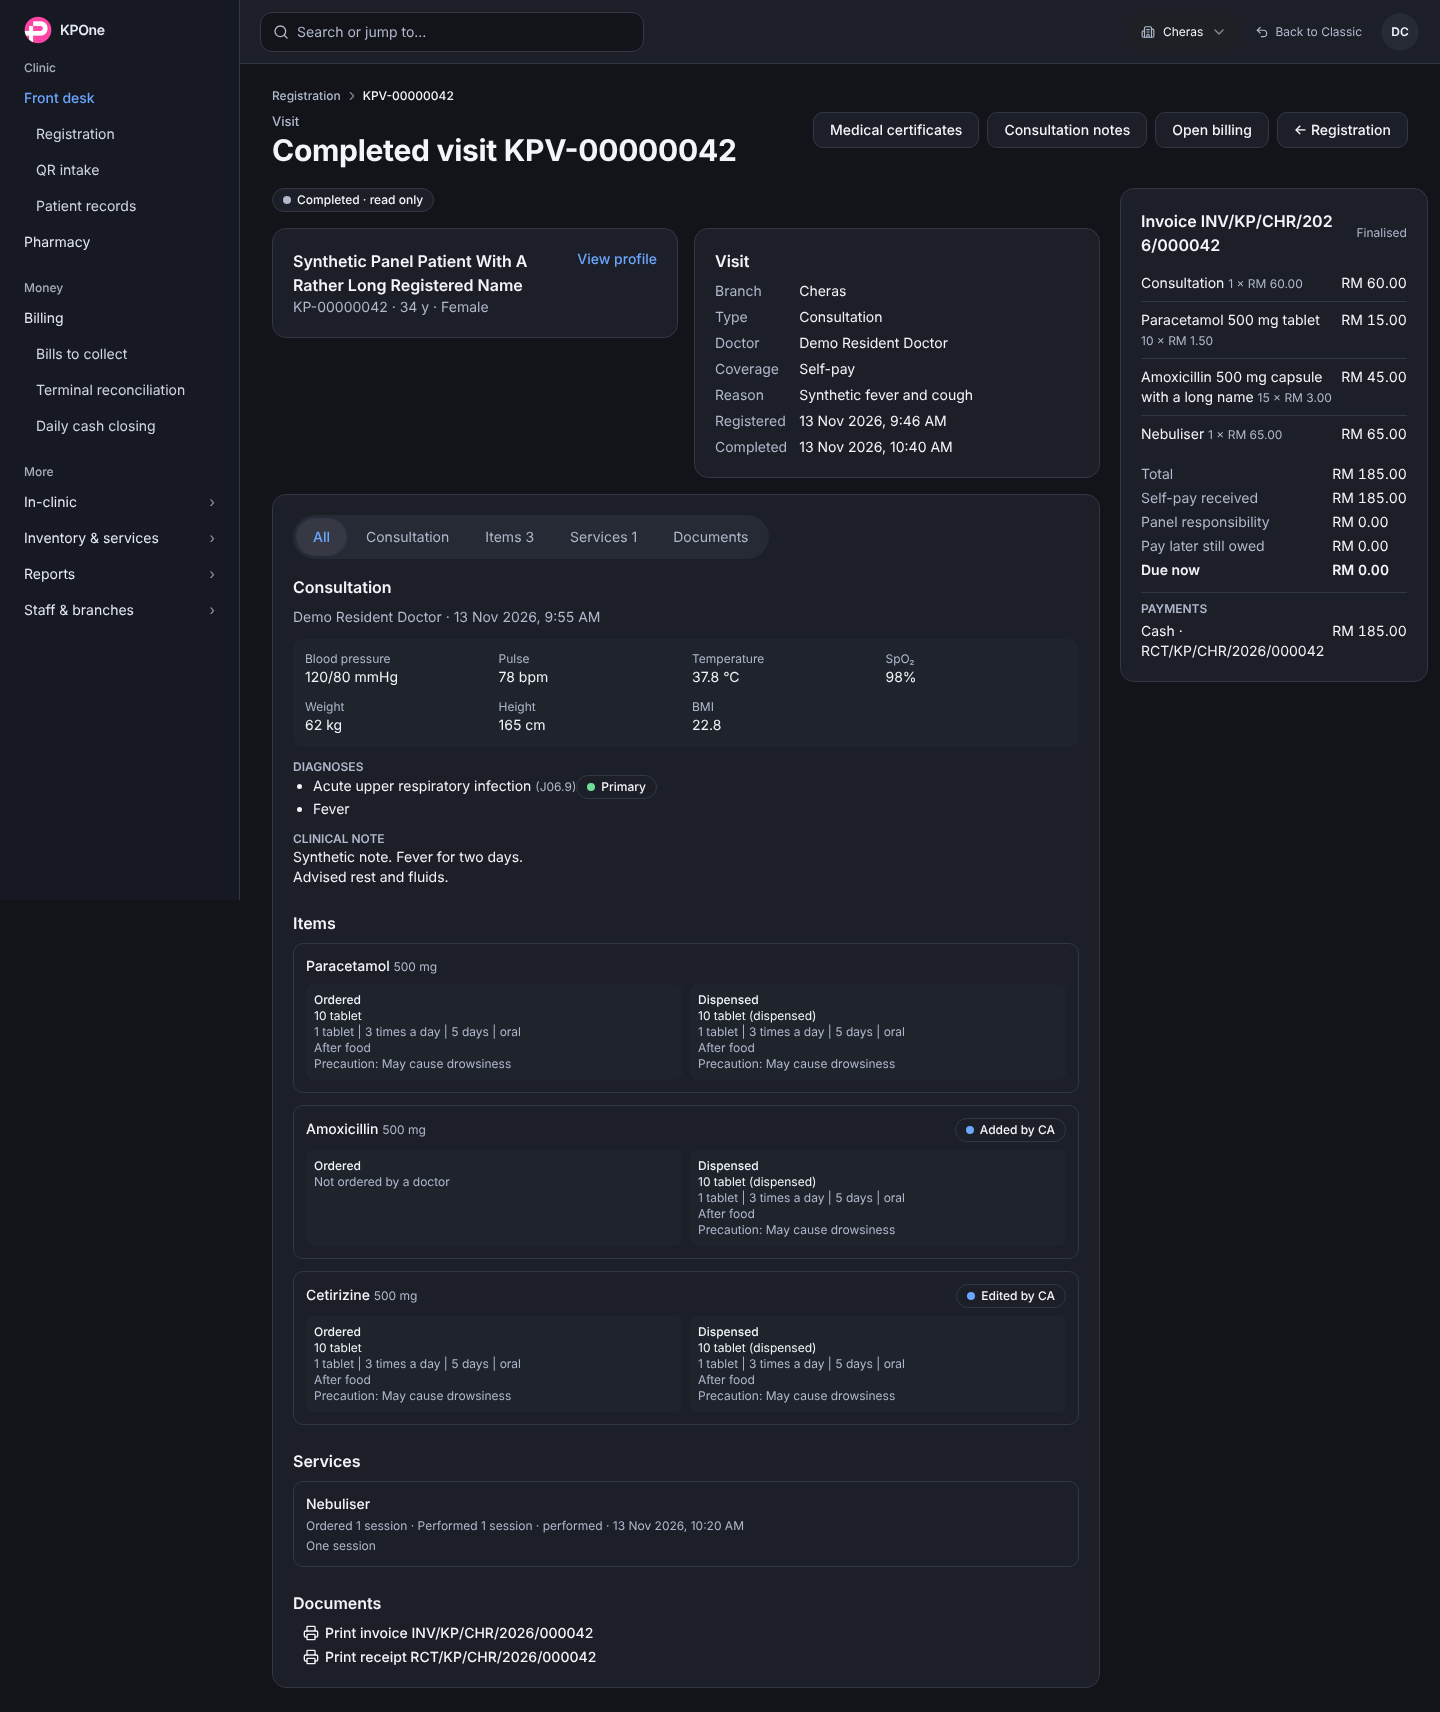 KPOne
Clinic
Front desk
Registration
QR intake
Patient records
Pharmacy
Money
Billing
Bills to collect
Terminal reconciliation
Daily cash closing
More
In-clinic
Inventory & services
Reports
Staff & branches
Search or jump to...
Cheras
Back to Classic
DC
Registration > KPV-00000042
Visit
Completed visit KPV-00000042
Medical certificates
Consultation notes
Open billing
← Registration
Completed · read only
Synthetic Panel Patient With A
Rather Long Registered Name
View profile
KP-00000042 · 34 y · Female
Visit
Branch Cheras
Type Consultation
Doctor Demo Resident Doctor
Coverage Self-pay
Reason Synthetic fever and cough
Registered 13 Nov 2026, 9:46 AM
Completed 13 Nov 2026, 10:40 AM
All Consultation Items 3 Services 1 Documents
Consultation
Demo Resident Doctor · 13 Nov 2026, 9:55 AM
Blood pressure Pulse Temperature SpO₂
120/80 mmHg 78 bpm 37.8 °C 98%
Weight Height BMI
62 kg 165 cm 22.8
DIAGNOSES
• Acute upper respiratory infection (J06.9) Primary
• Fever
CLINICAL NOTE
Synthetic note. Fever for two days.
Advised rest and fluids.
Items
Paracetamol 500 mg
Ordered
10 tablet
1 tablet | 3 times a day | 5 days | oral
After food
Precaution: May cause drowsiness
Dispensed
10 tablet (dispensed)
1 tablet | 3 times a day | 5 days | oral
After food
Precaution: May cause drowsiness
Amoxicillin 500 mg
Added by CA
Ordered
Not ordered by a doctor
Dispensed
10 tablet (dispensed)
1 tablet | 3 times a day | 5 days | oral
After food
Precaution: May cause drowsiness
Cetirizine 500 mg
Edited by CA
Ordered
10 tablet
1 tablet | 3 times a day | 5 days | oral
After food
Precaution: May cause drowsiness
Dispensed
10 tablet (dispensed)
1 tablet | 3 times a day | 5 days | oral
After food
Precaution: May cause drowsiness
Services
Nebuliser
Ordered 1 session · Performed 1 session · performed · 13 Nov 2026, 10:20 AM
One session
Documents
Print invoice INV/KP/CHR/2026/000042
Print receipt RCT/KP/CHR/2026/000042
Invoice INV/KP/CHR/202
6/000042
Finalised
Consultation 1 × RM 60.00 RM 60.00
Paracetamol 500 mg tablet RM 15.00
10 × RM 1.50
Amoxicillin 500 mg capsule RM 45.00
with a long name 15 × RM 3.00
Nebuliser 1 × RM 65.00 RM 65.00
Total RM 185.00
Self-pay received RM 185.00
Panel responsibility RM 0.00
Pay later still owed RM 0.00
Due now RM 0.00
PAYMENTS
Cash · RM 185.00
RCT/KP/CHR/2026/000042